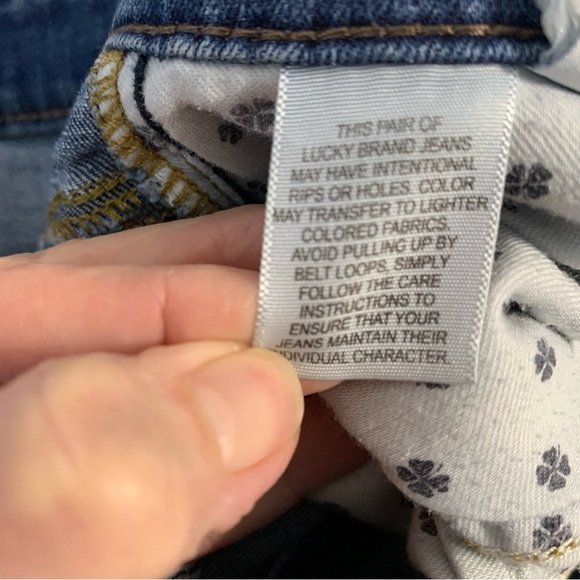 THIS PAIR OF
LUCKY BRAND JEANS
MAY HAVE INTENTIONAL
RIPS OR HOLES. COLOR
MAY TRANSFER TO LIGHTER
COLORED FABRICS.
AVOID PULLING UP BY
BELT LOOPS, SIMPLY
FOLLOW THE CARE
INSTRUCTIONS TO
ENSURE THAT YOUR
JEANS MAINTAIN THEIR
INDIVIDUAL CHARACTER.